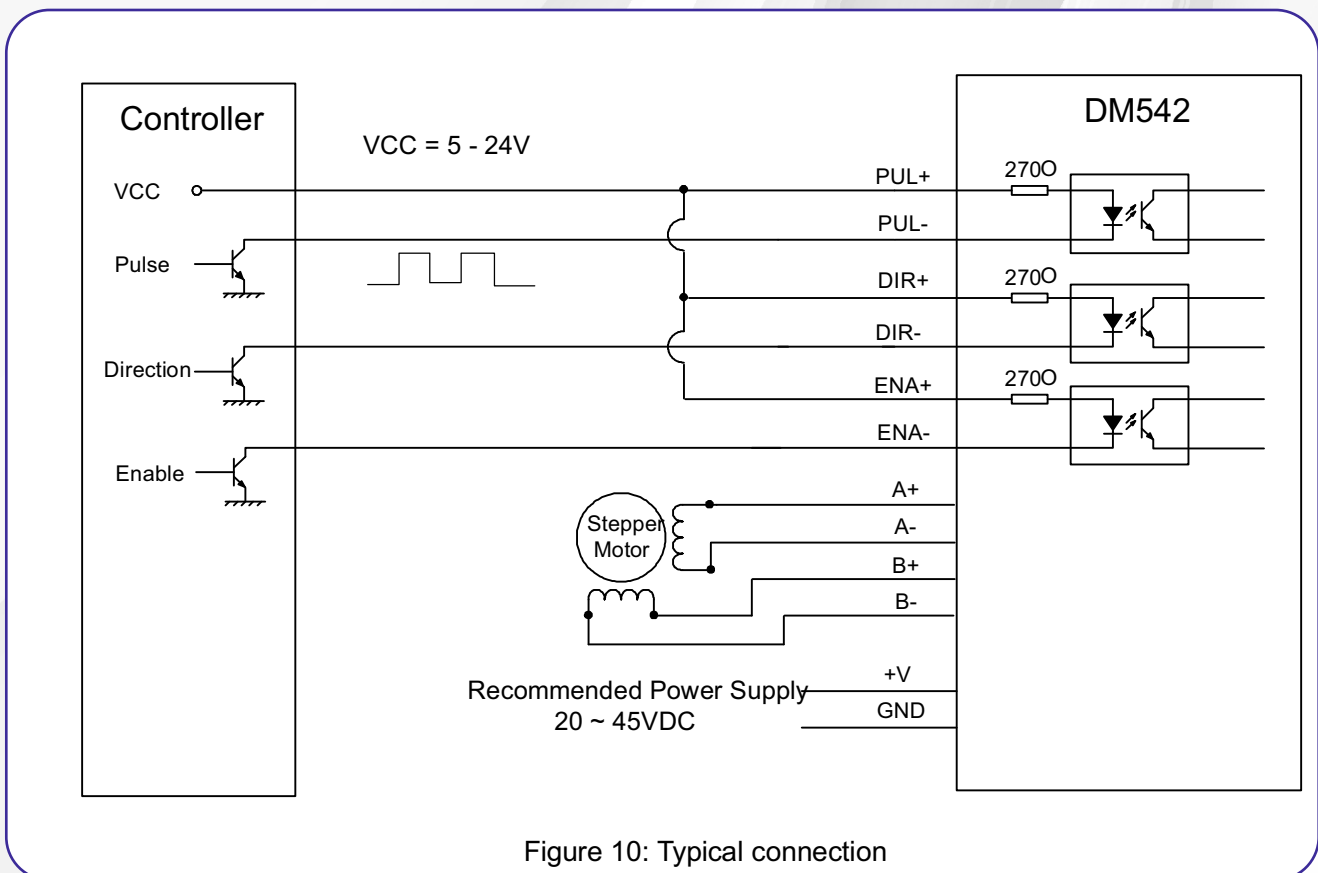 Controller
DM542
VCC = 5 - 24V
VCC
PUL+
270O
PUL-
Pulse
DIR+
270O
DIR-
Direction
ENA+
270O
ENA-
Enable
A+
Stepper
Motor
A-
B+
B-
+V
Recommended Power Supply
20 ~ 45VDC
GND
Figure 10: Typical connection